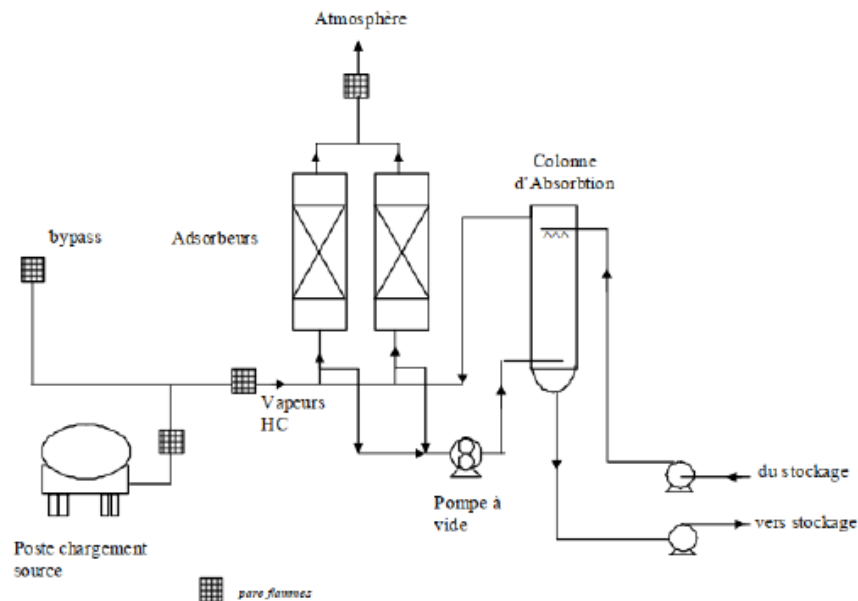 Atmosphère
Colonne
d'Absorbtion
bypass
Adsorbeurs
Vapeurs
HC
du stockage
Pompe à
vide
vers stockage
Poste chargement
source
pare flammes